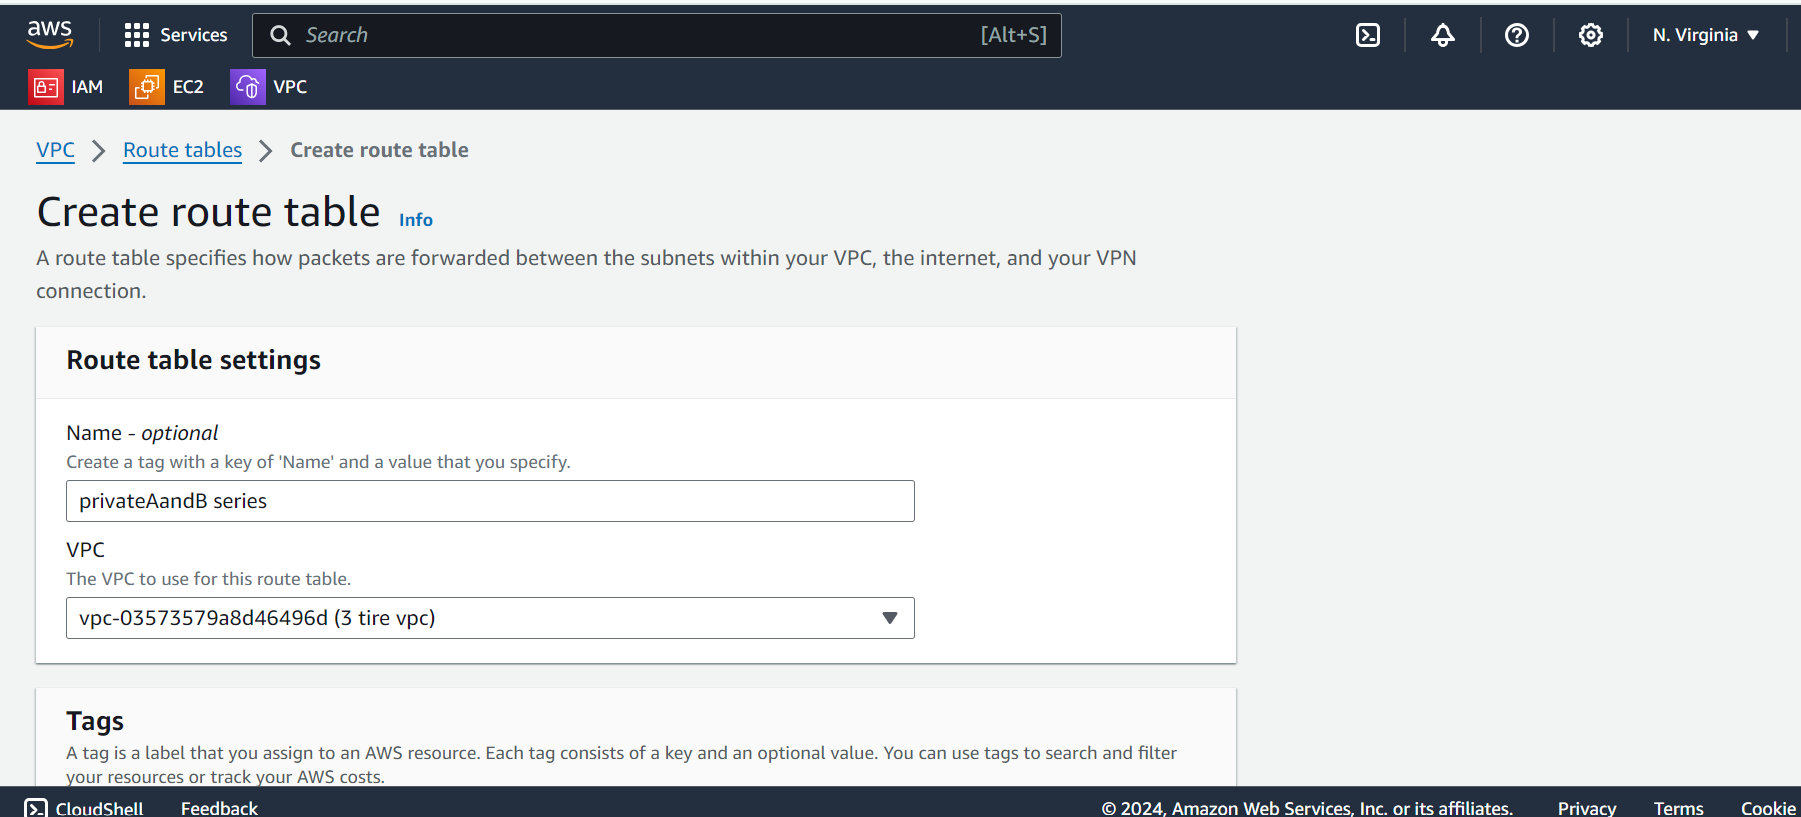 aws
Services
Search [Alt+S]
N. Virginia
IAM EC2 VPC
VPC Route tables Create route table
Create route table Info
A route table specifies how packets are forwarded between the subnets within your VPC, the internet, and your VPN
connection.
Route table settings
Name - optional
Create a tag with a key of 'Name' and a value that you specify.
privateAandB series
VPC
The VPC to use for this route table.
vpc-03573579a8d46496d (3 tire vpc)
Tags
A tag is a label that you assign to an AWS resource. Each tag consists of a key and an optional value. You can use tags to search and filter
your resources or track your AWS costs.
CloudShell Feedback © 2024, Amazon Web Services, Inc. or its affiliates. Privacy Terms Cookie